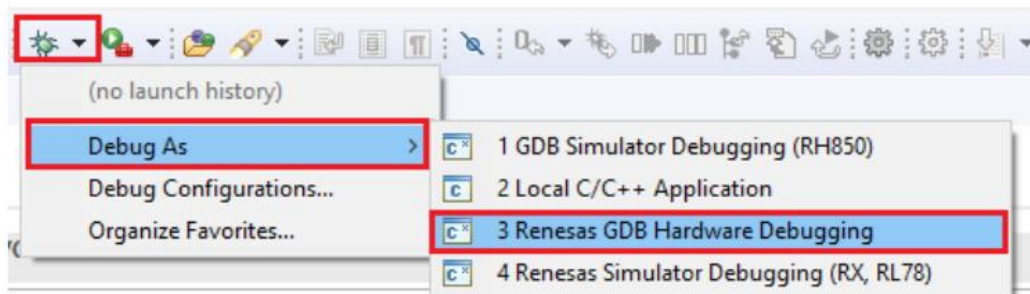 (no launch history)
Debug As
Debug Configurations...
Organize Favorites...
1 GDB Simulator Debugging (RH850)
2 Local C/C++ Application
3 Renesas GDB Hardware Debugging
4 Renesas Simulator Debugging (RX, RL78)